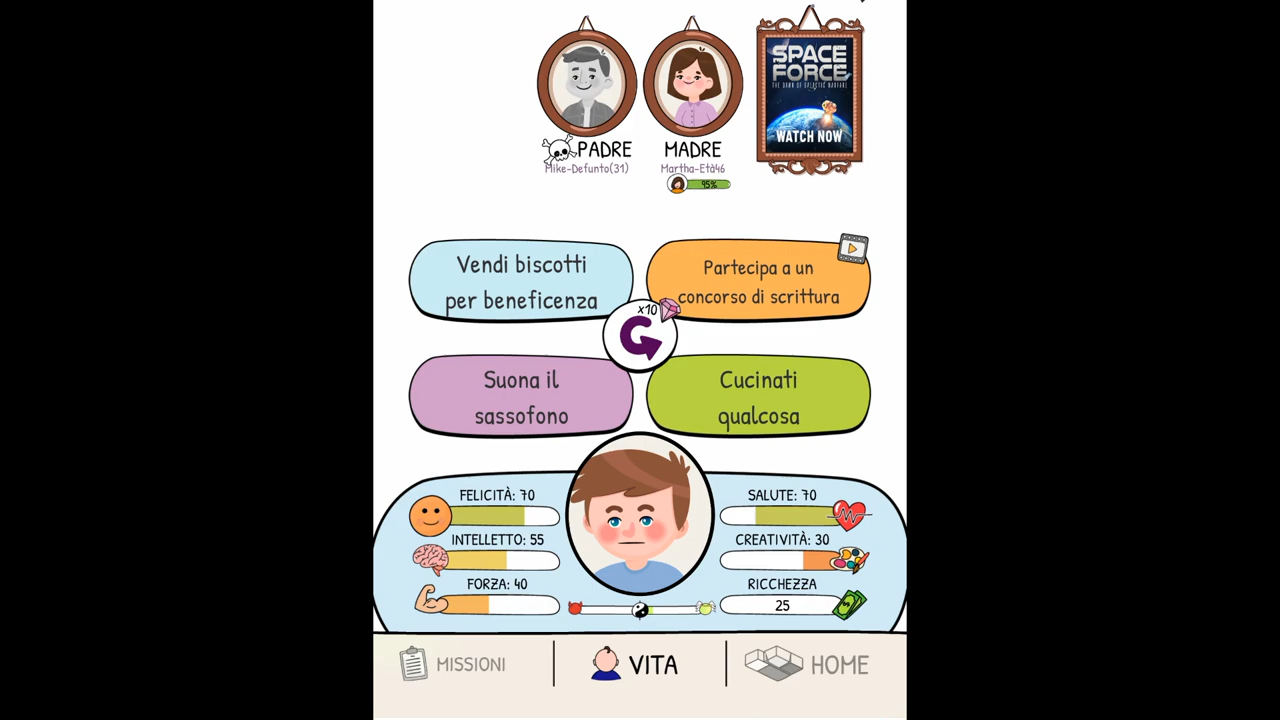 SPACE
FORCE
THE DAWN OF GALACTIC WARFARE
WATCH NOW
PADRE
MADRE
Mike-Defunto(31)
Martha-Età46
95%
Vendi biscotti
per beneficenza
Partecipa a un
concorso di scrittura
x10
Suona il
sassofono
Cucinati
qualcosa
FELICITÀ: 70
SALUTE: 70
INTELLETTO: 55
CREATIVITÀ: 30
FORZA: 40
RICCHEZZA
25
MISSIONI
VITA
HOME